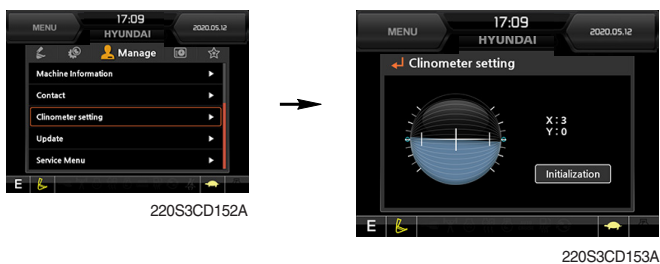 MENU
17:09
HYUNDAI
2020.05.12
Manage
Machine Information
Contact
Clinometer setting
Update
Service Menu
E
220S3CD152A
MENU
17:09
HYUNDAI
2020.05.12
Clinometer setting
X : 3
Y : 0
Initialization
E
220S3CD153A